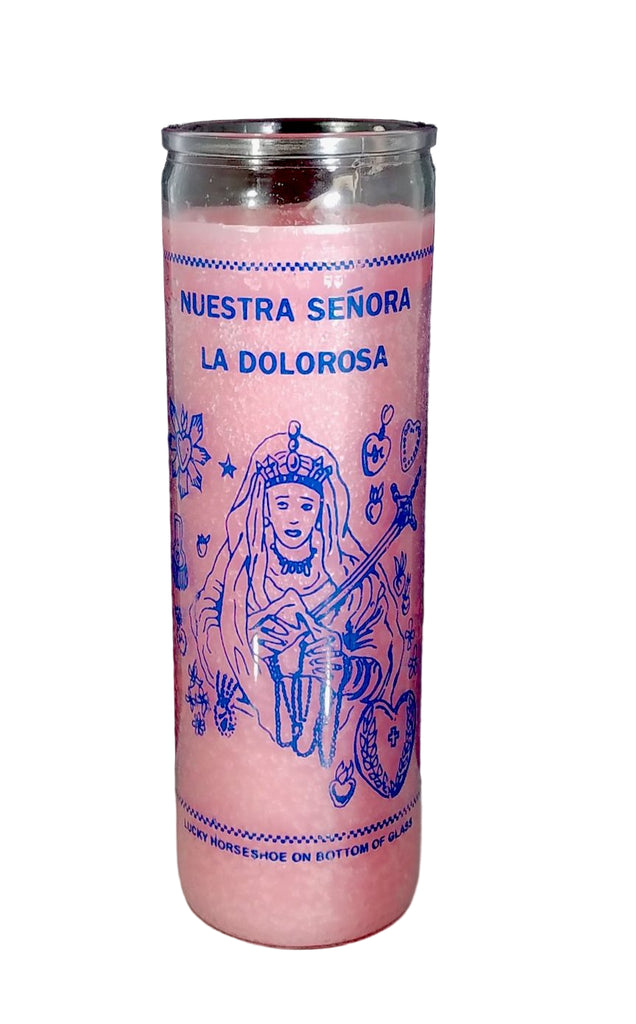 NUESTRA SEÑORA
LA DOLOROSA
LUCKY HORSESHOE ON BOTTOM OF GLASS